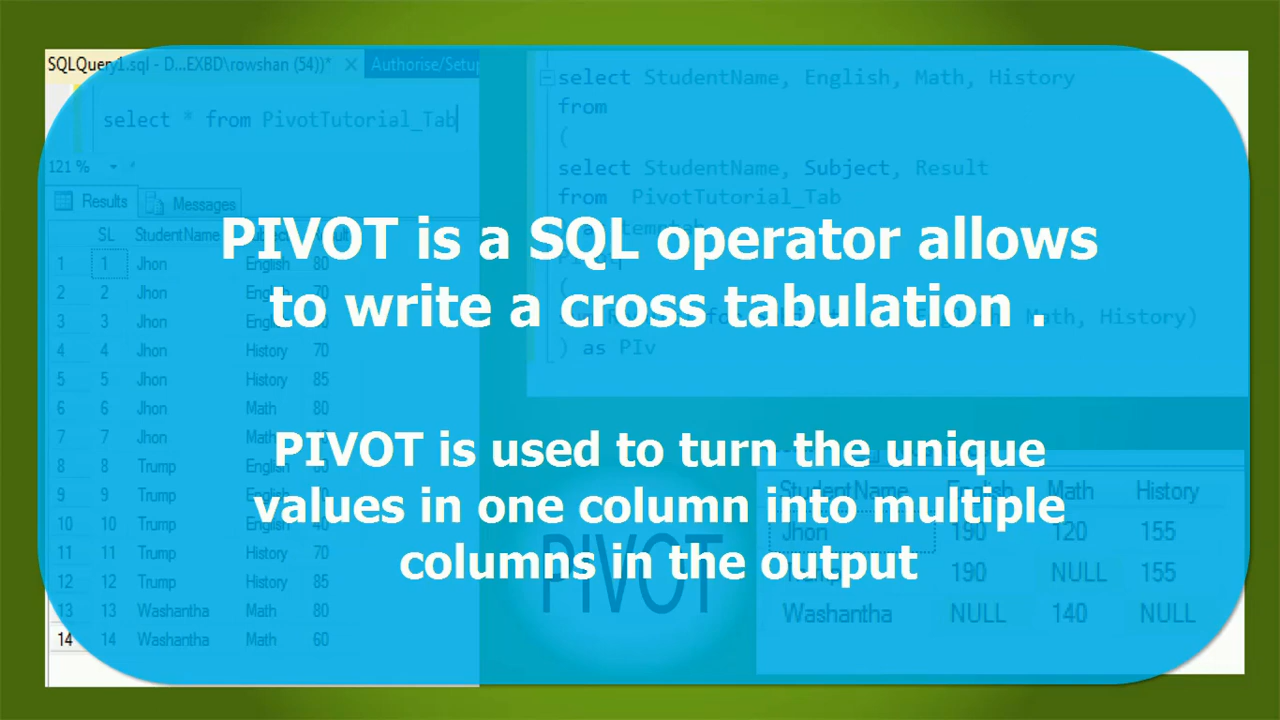 SQLQuery1.sql - D...EXBD\rowshan (54))* ×
Authorise/Setup
select * from PivotTutorial_Tab
121 %
Results
Messages
SL StudentName
1 1 Jhon English 80
2 2 Jhon
3 3 Jhon
4 4 Jhon History 70
5 5 Jhon History 85
6 6 Jhon Math 80
7 7 Jhon Math
8 8 Trump English
9 9 Trump
10 10 Trump English 40
11 11 Trump History 70
12 12 Trump History 85
13 13 Washantha Math 80
14 14 Washantha Math 60
select StudentName, English, Math, History
from
(
select StudentName, Subject, Result
from PivotTutorial_Tab
(
Math, History)
) as PIv
PIVOT is a SQL operator allows
to write a cross tabulation .
PIVOT is used to turn the unique
values in one column into multiple
columns in the output
PIVOT
StudentName English Math History
Jhon 190 120 155
Trump 190 NULL 155
Washantha NULL 140 NULL